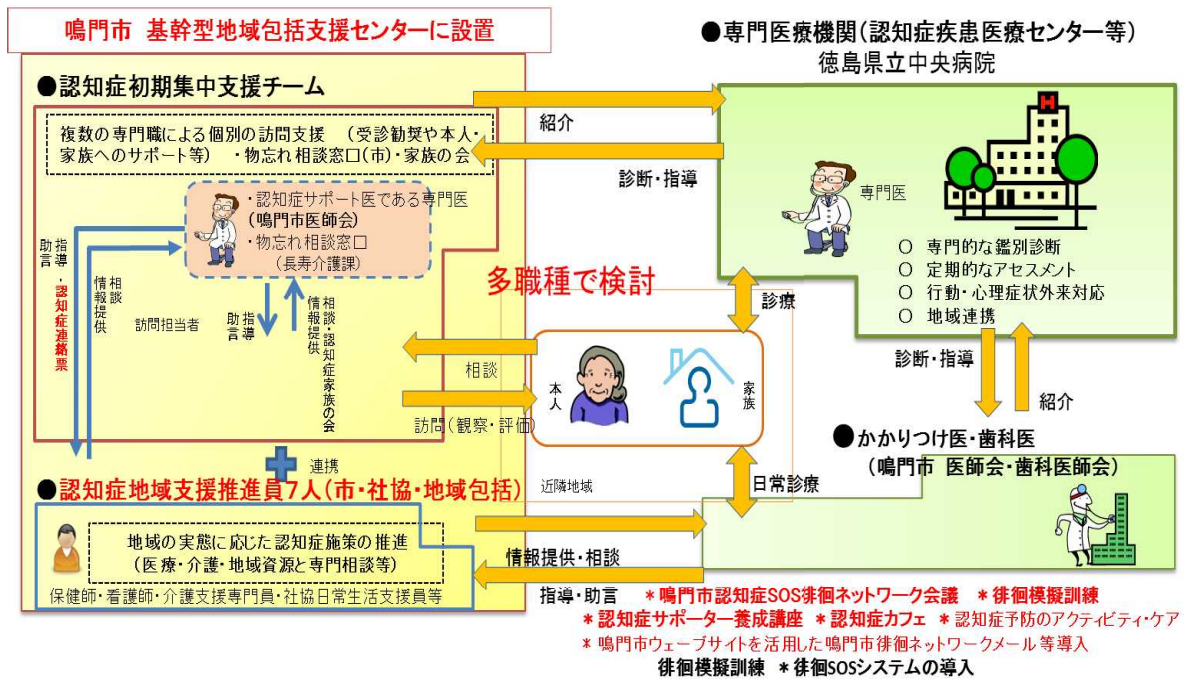 鳴門市 基幹型地域包括支援センターに設置
●認知症初期集中支援チーム
複数の専門職による個別の訪問支援 (受診勧奨や本人・
家族へのサポート等) ・物忘れ相談窓口(市)・家族の会
・認知症サポート医である専門医
(鳴門市医師会)
・物忘れ相談窓口
(長寿介護課)
指導・認知症連絡票
助言
相談
情報提供
訪問担当者
指導
助言
相談・認知症家族の会
情報提供
連携
●認知症地域支援推進員7人(市・社協・地域包括)
地域の実態に応じた認知症施策の推進
(医療・介護・地域資源と専門相談等)
保健師・看護師・介護支援専門員・社協日常生活支援員等
紹介
診断・指導
多職種で検討
相談
訪問(観察・評価)
本人
家族
近隣地域
診療
日常診療
●専門医療機関(認知症疾患医療センター等)
徳島県立中央病院
H
専門医
○ 専門的な鑑別診断
○ 定期的なアセスメント
○ 行動・心理症状外来対応
○ 地域連携
診断・指導
紹介
●かかりつけ医・歯科医
(鳴門市 医師会・歯科医師会)
情報提供・相談
指導・助言
*鳴門市認知症SOS徘徊ネットワーク会議 *徘徊模擬訓練
*認知症サポーター養成講座 *認知症カフェ *認知症予防のアクティビティ・ケア
*鳴門市ウェーブサイトを活用した鳴門市徘徊ネットワークメール等導入
徘徊模擬訓練 *徘徊SOSシステムの導入